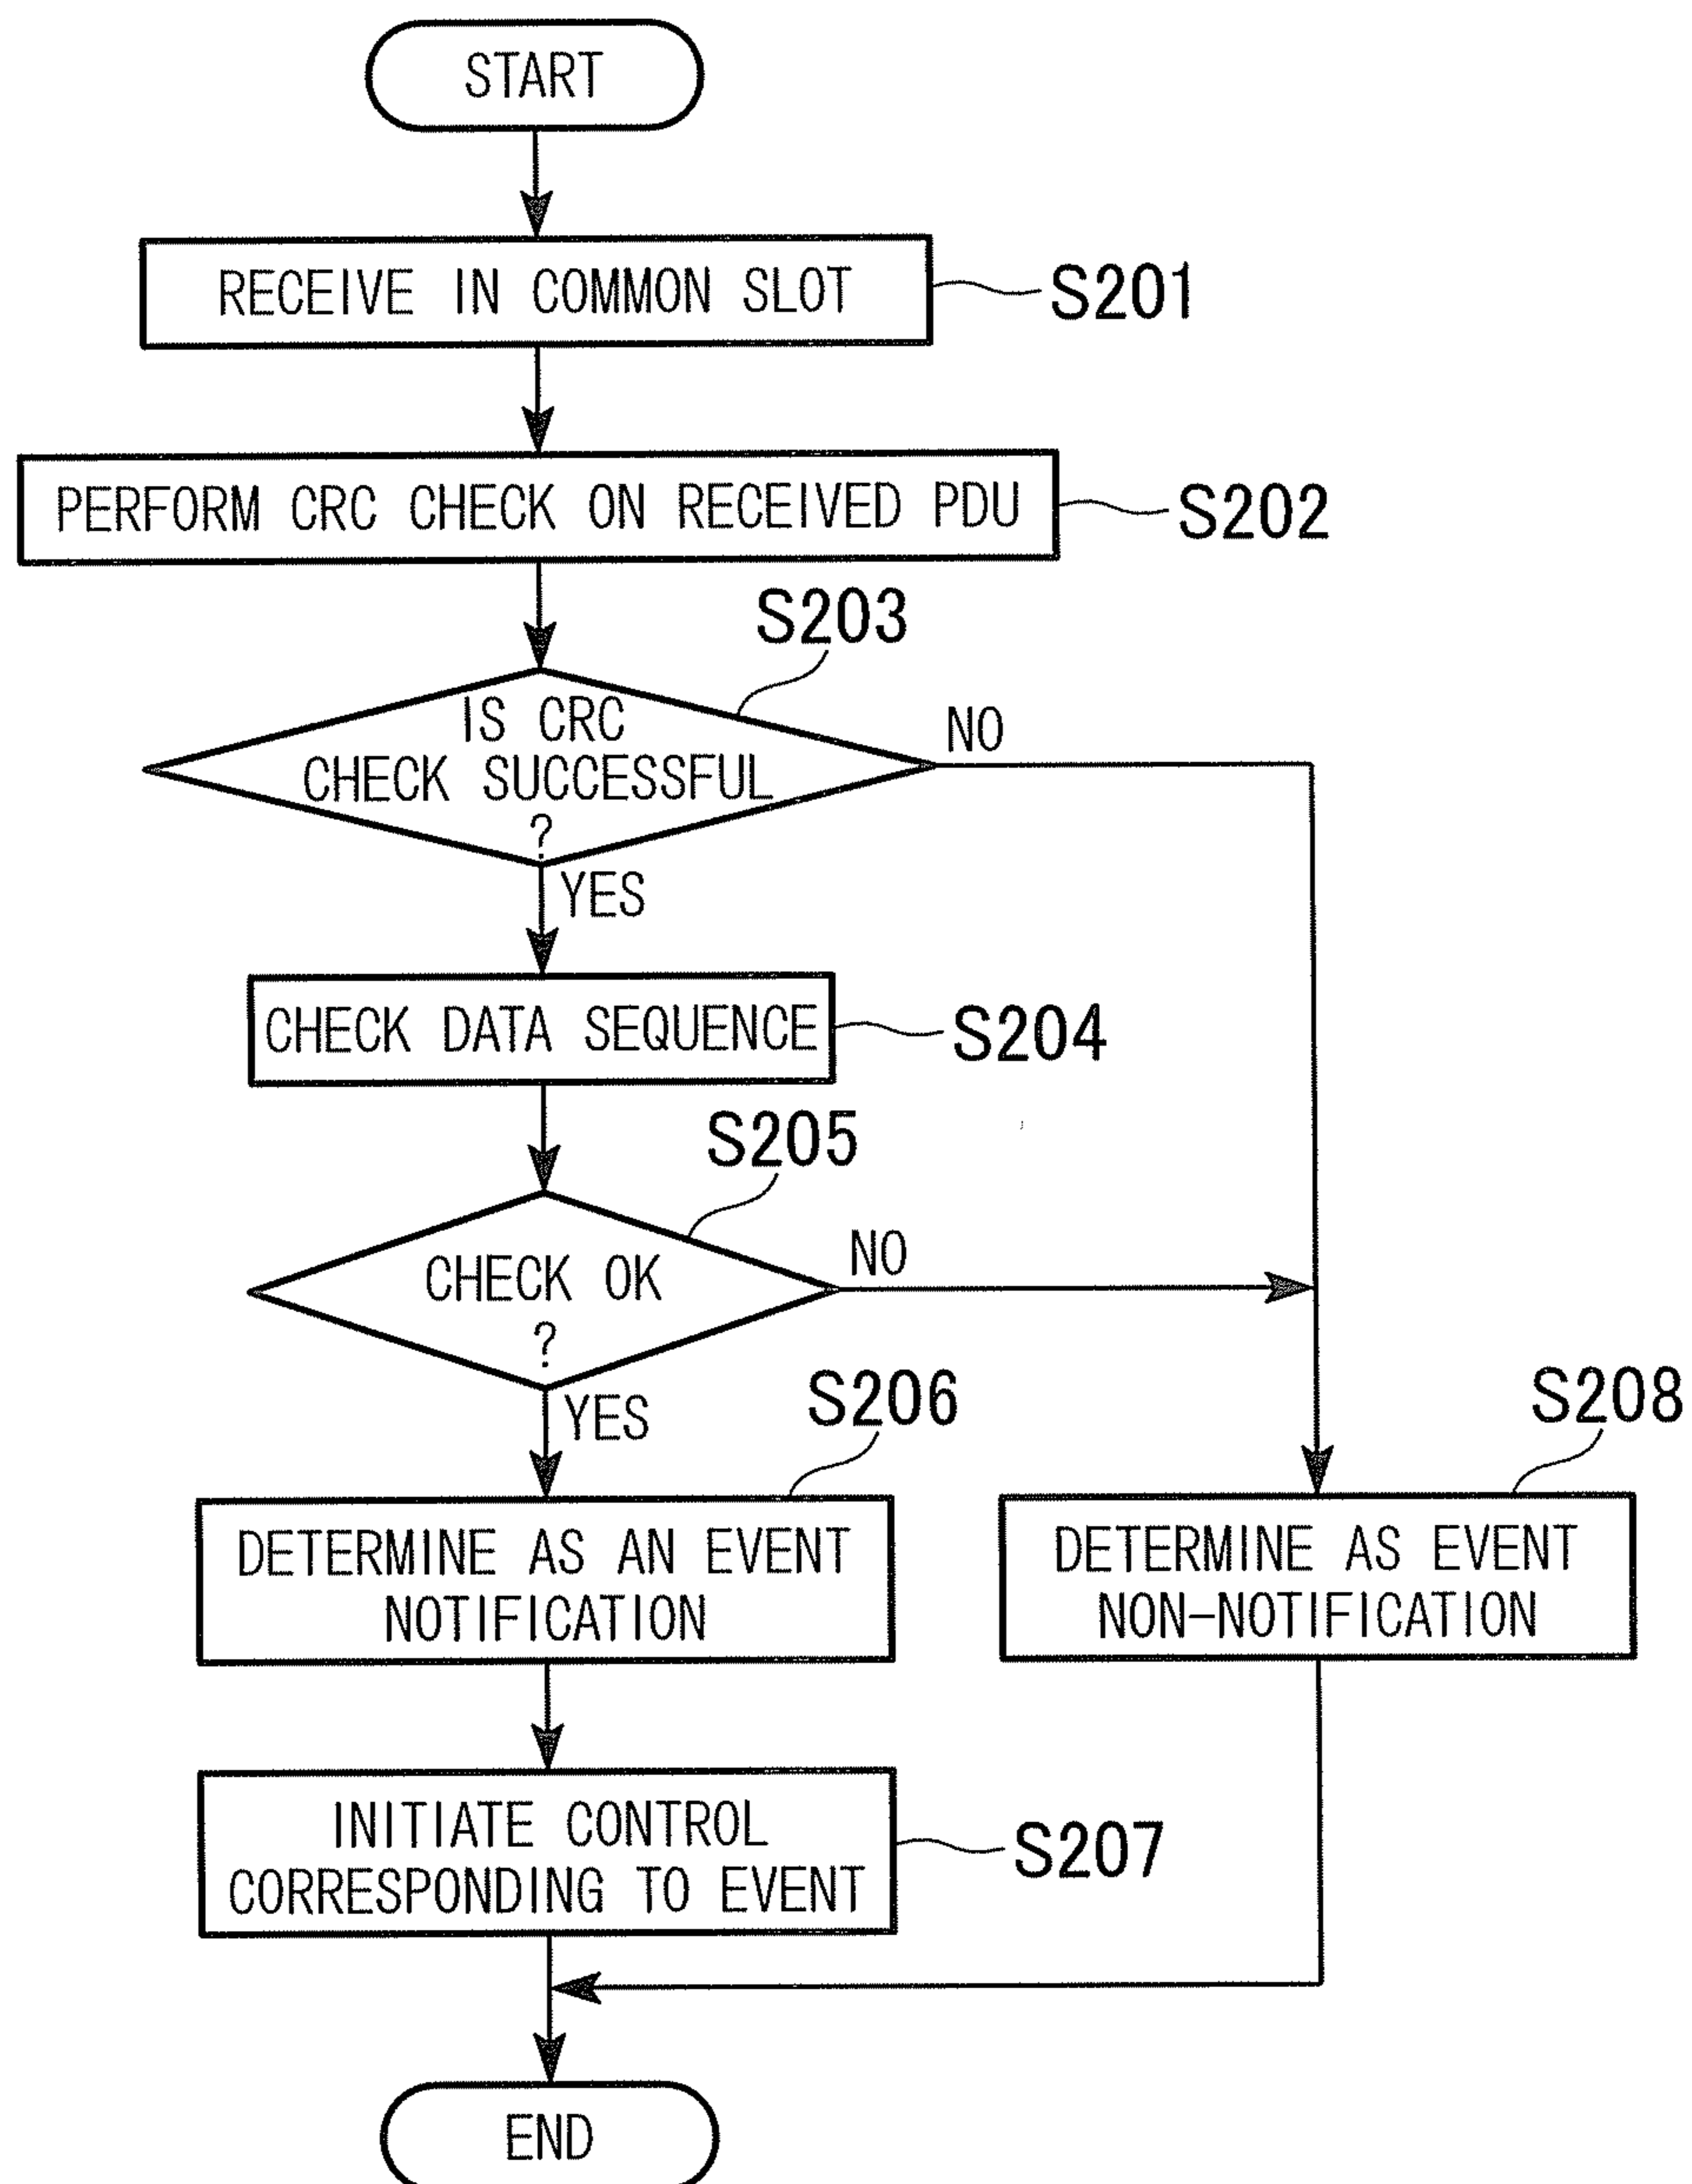 START
RECEIVE IN COMMON SLOT
S201
PERFORM CRC CHECK ON RECEIVED PDU
S202
S203
IS CRC
CHECK SUCCESSFUL
?
NO
YES
CHECK DATA SEQUENCE
S204
S205
CHECK OK
?
NO
YES
S206
DETERMINE AS AN EVENT
NOTIFICATION
S208
DETERMINE AS EVENT
NON-NOTIFICATION
INITIATE CONTROL
CORRESPONDING TO EVENT
S207
END